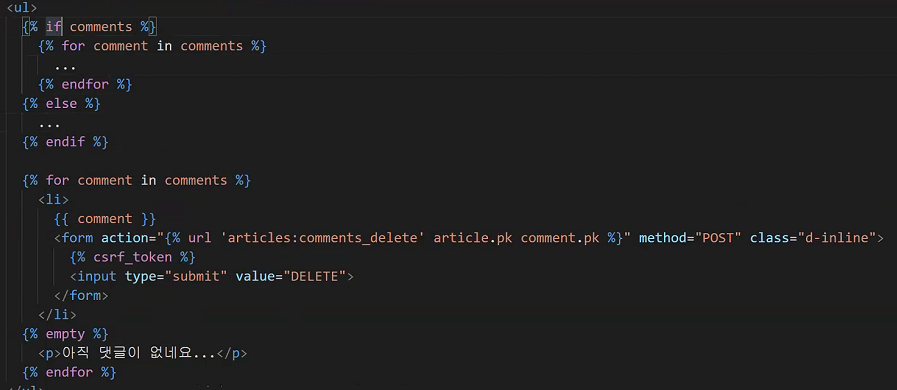 <ul>
{% if comments %}
{% for comment in comments %}
...
{% endfor %}
{% else %}
...
{% endif %}
{% for comment in comments %}
<li>
{{ comment }}
<form action="{% url 'articles:comments_delete' article.pk comment.pk %}" method="POST" class="d-inline">
{% csrf_token %}
<input type="submit" value="DELETE">
</form>
</li>
{% empty %}
<p>아직 댓글이 없네요...</p>
{% endfor %}